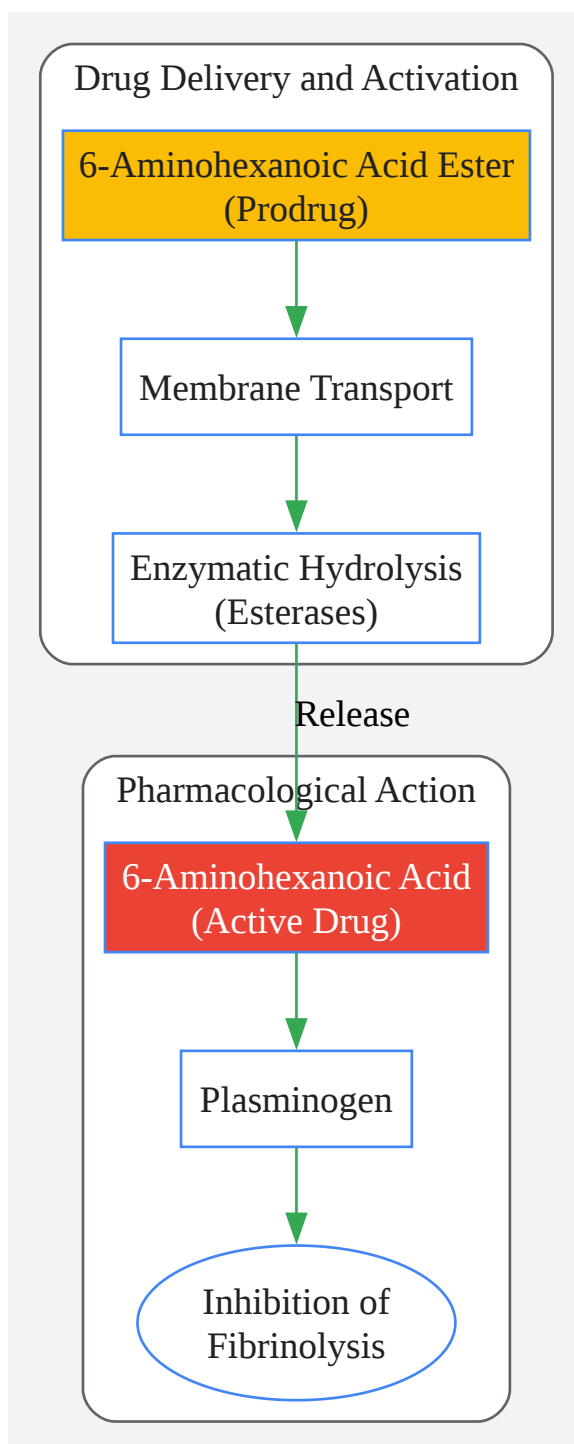 Drug Delivery and Activation
6-Aminohexanoic Acid Ester
(Prodrug)
Membrane Transport
Enzymatic Hydrolysis
(Esterases)
Release
Pharmacological Action
6-Aminohexanoic Acid
(Active Drug)
Plasminogen
Inhibition of
Fibrinolysis